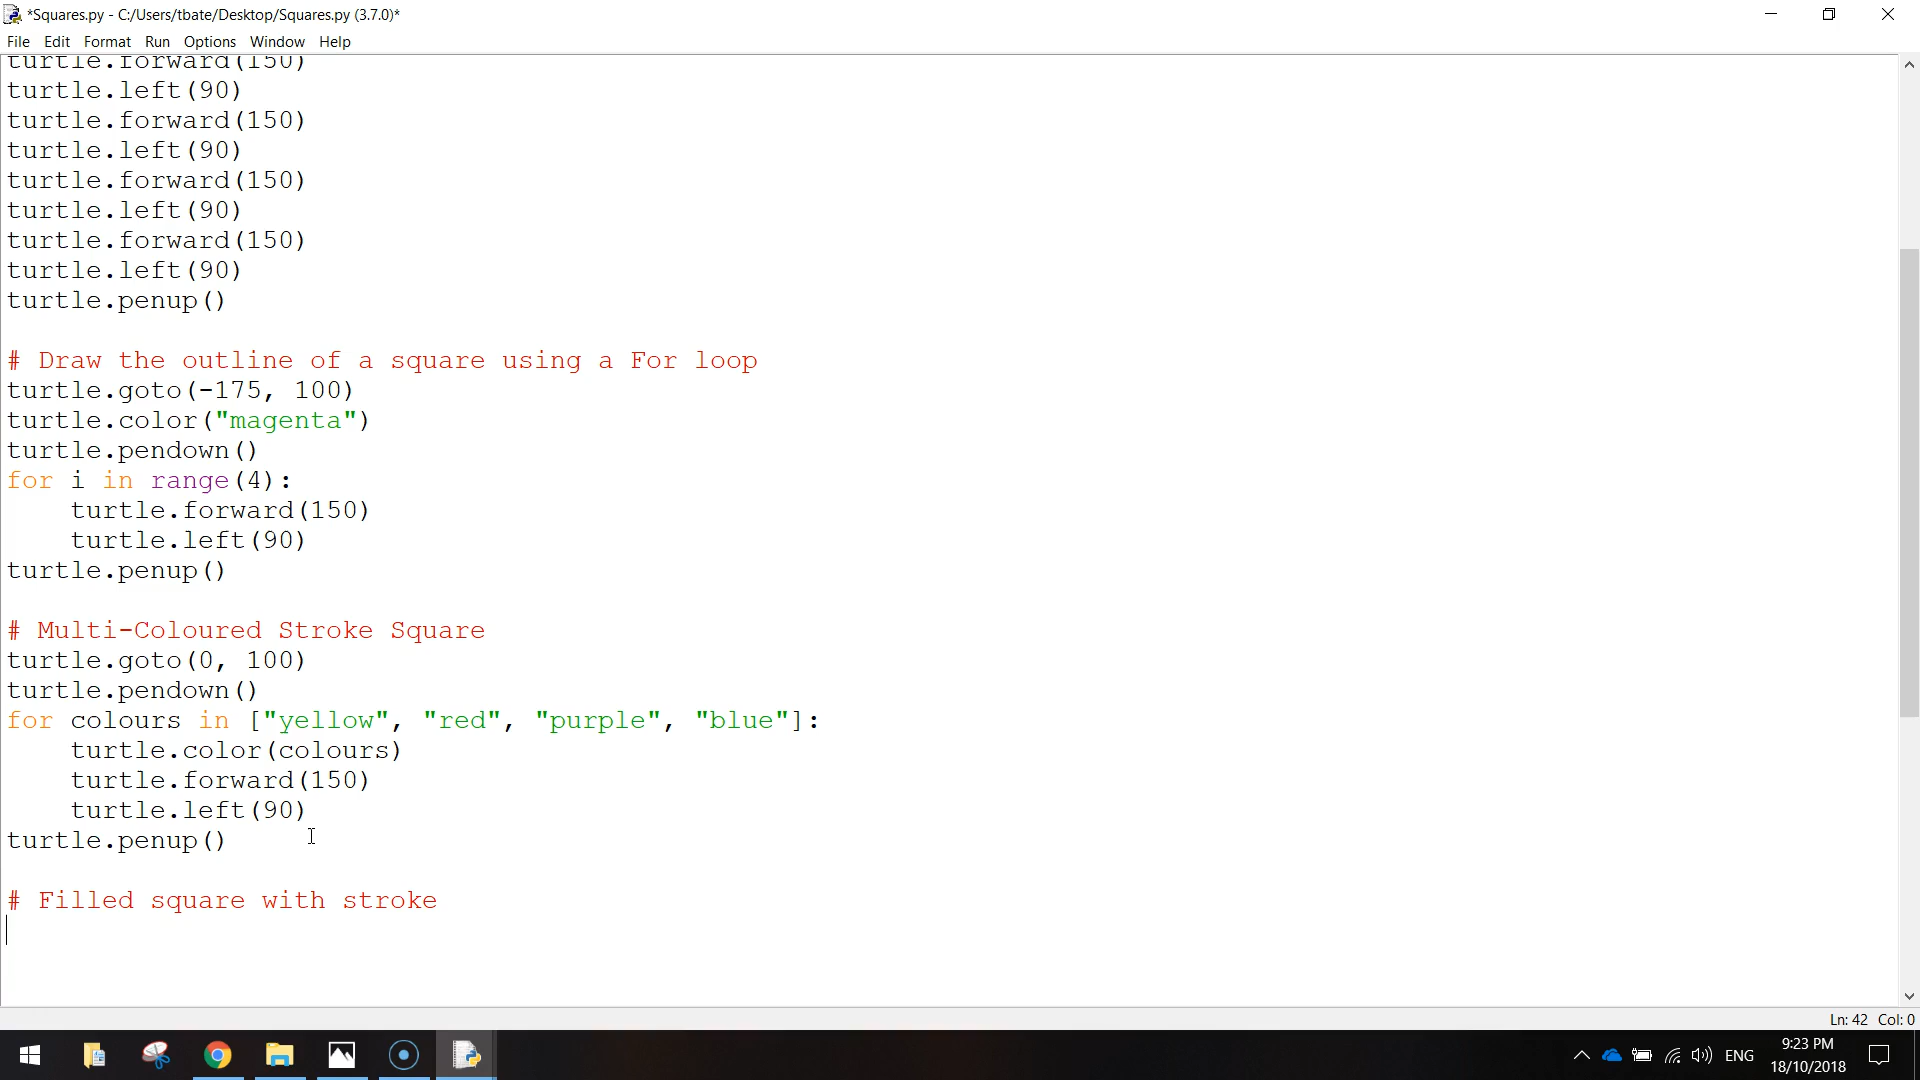 *Squares.py - C:/Users/tbate/Desktop/Squares.py (3.7.0)*
File Edit Format Run Options Window Help
turtle.forward(150)
turtle.left(90)
turtle.forward(150)
turtle.left(90)
turtle.forward(150)
turtle.left(90)
turtle.forward(150)
turtle.left(90)
turtle.penup()
# Draw the outline of a square using a For loop
turtle.goto(-175, 100)
turtle.color("magenta")
turtle.pendown()
for i in range(4):
    turtle.forward(150)
    turtle.left(90)
turtle.penup()
# Multi-Coloured Stroke Square
turtle.goto(0, 100)
turtle.pendown()
for colours in ["yellow", "red", "purple", "blue"]:
    turtle.color(colours)
    turtle.forward(150)
    turtle.left(90)
turtle.penup()
# Filled square with stroke
Ln: 42 Col: 0
ENG
9:23 PM
18/10/2018